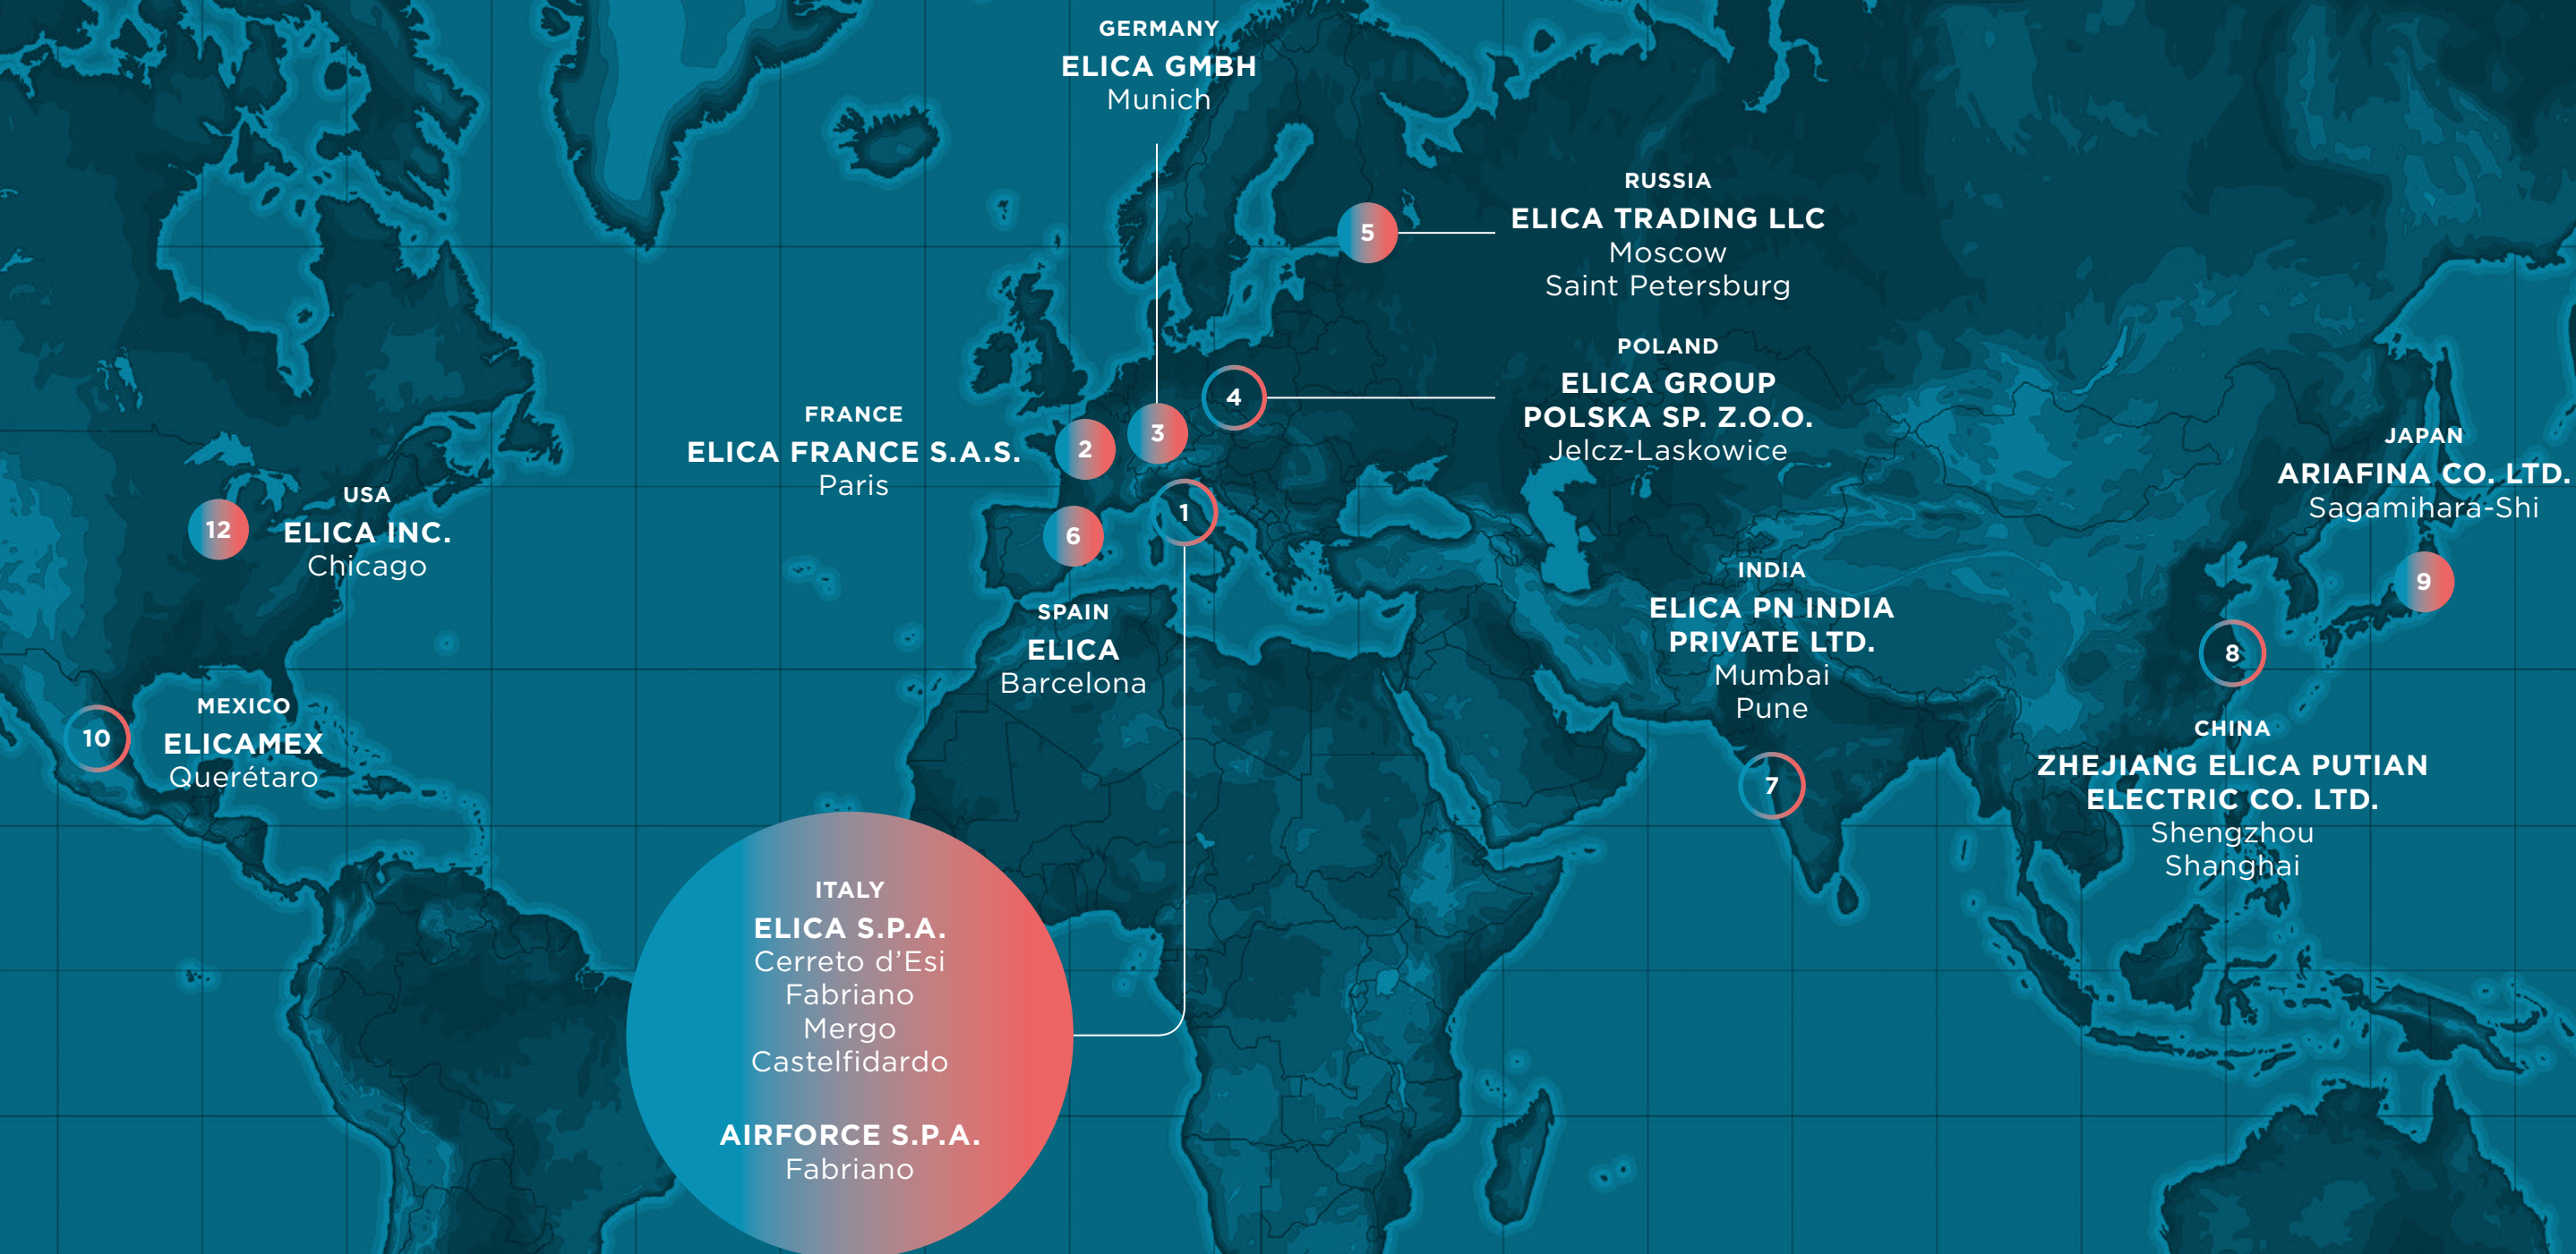 GERMANY
ELICA GMBH
Munich
3
RUSSIA
ELICA TRADING LLC
Moscow
Saint Petersburg
5
POLAND
ELICA GROUP
POLSKA SP. Z.O.O.
Jelcz-Laskowice
4
FRANCE
ELICA FRANCE S.A.S.
Paris
2
JAPAN
ARIAFINA CO. LTD.
Sagamihara-Shi
9
USA
ELICA INC.
Chicago
12
1
6
SPAIN
ELICA
Barcelona
INDIA
ELICA PN INDIA
PRIVATE LTD.
Mumbai
Pune
7
8
CHINA
ZHEJIANG ELICA PUTIAN
ELECTRIC CO. LTD.
Shengzhou
Shanghai
MEXICO
ELICAMEX
Querétaro
10
ITALY
ELICA S.P.A.
Cerreto d’Esi
Fabriano
Mergo
Castelfidardo
AIRFORCE S.P.A.
Fabriano